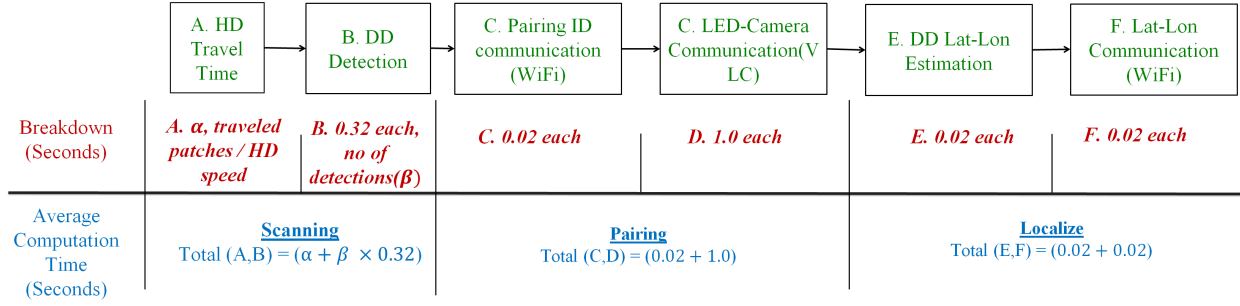 A. HD
Travel
Time
B. DD
Detection
C. Pairing ID
communication
(WiFi)
C. LED-Camera
Communication(V
LC)
E. DD Lat-Lon
Estimation
F. Lat-Lon
Communication
(WiFi)
Breakdown
(Seconds)
A. α, traveled
patches / HD
speed
B. 0.32 each,
no of
detections(β)
C. 0.02 each
D. 1.0 each
E. 0.02 each
F. 0.02 each
Average
Computation
Time
(Seconds)
Scanning
Total (A,B) = (α + β × 0.32)
Pairing
Total (C,D) = (0.02 + 1.0)
Localize
Total (E,F) = (0.02 + 0.02)